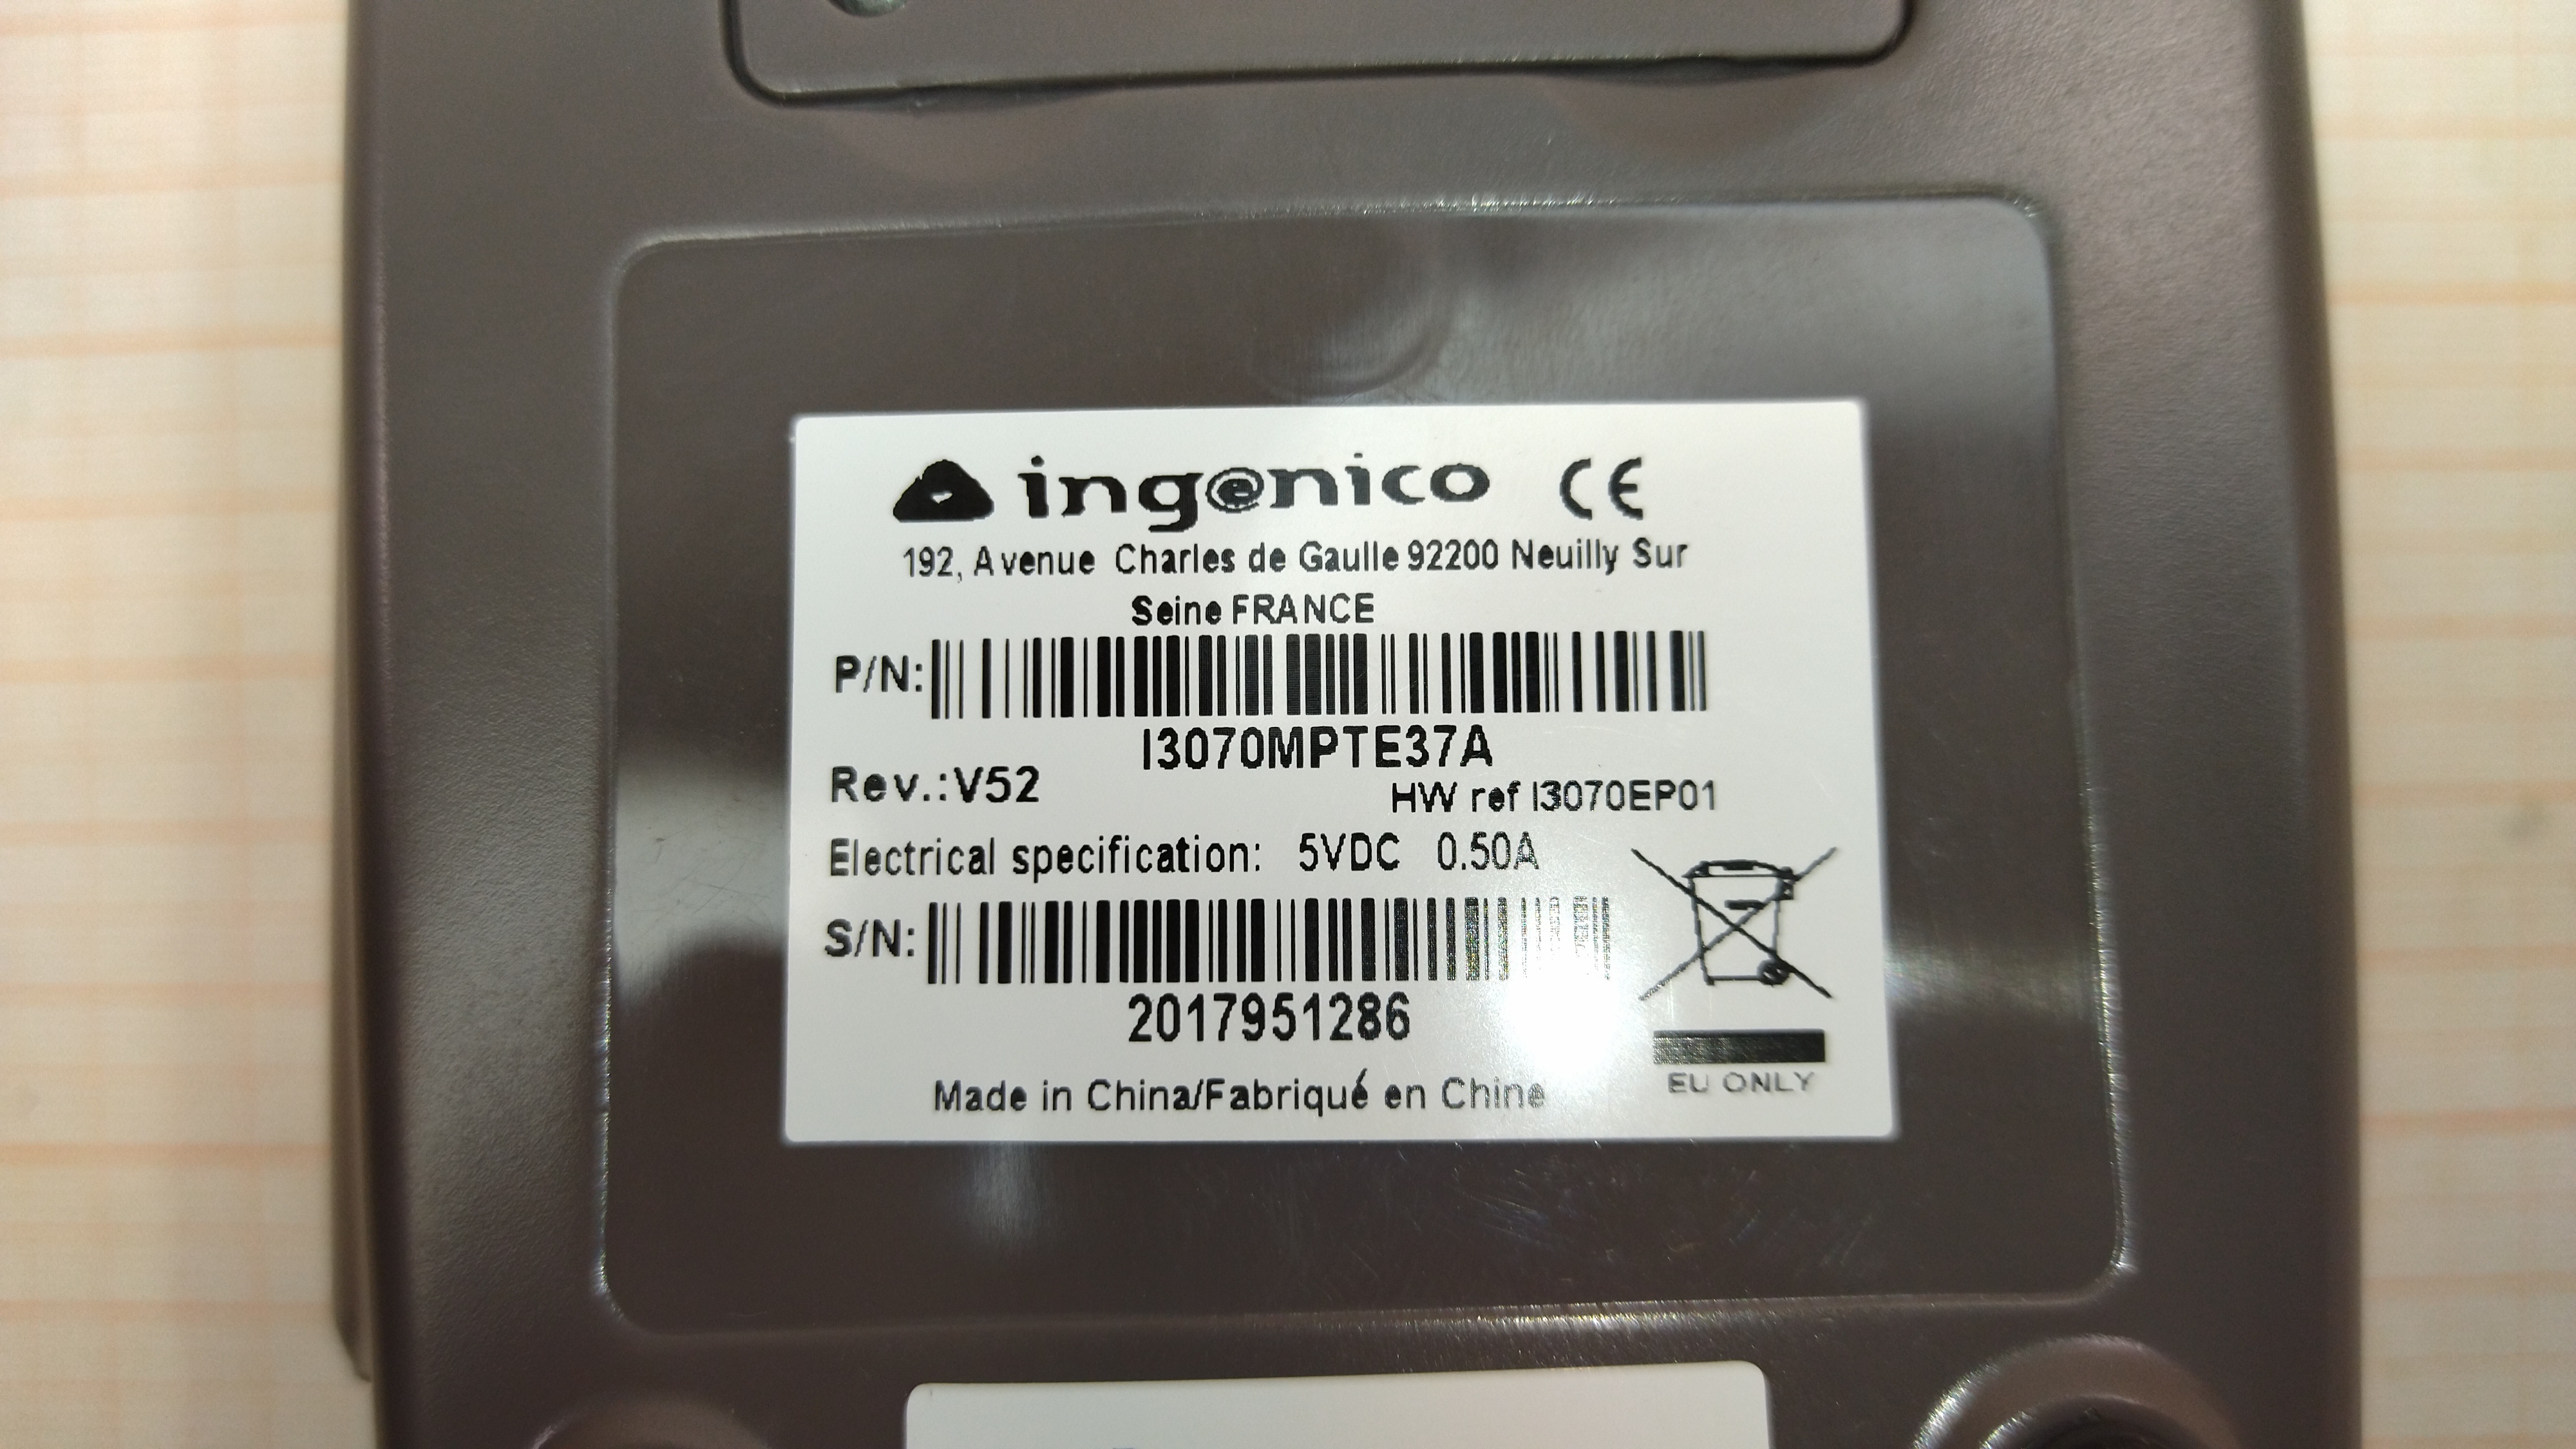 ingenico CE
192, Avenue Charles de Gaulle 92200 Neuilly Sur
Seine FRANCE
P/N:
I3070MPTE37A
Rev.:V52
HW ref I3070EP01
Electrical specification: 5VDC 0.50A
S/N:
2017951286
Made in China/Fabriqué en Chine
EU ONLY